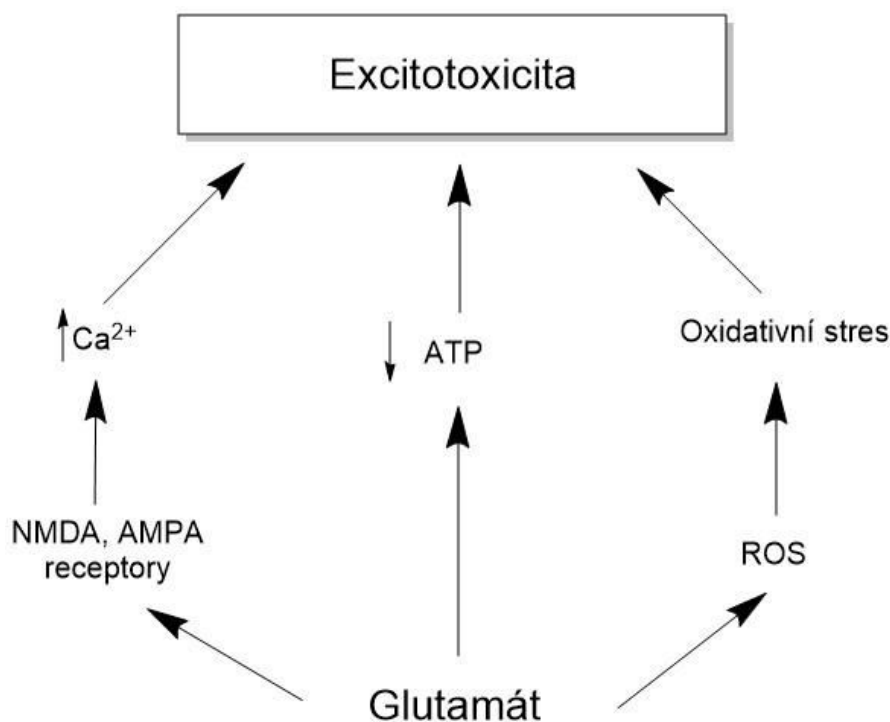 Excitotoxicita
Ca²⁺
ATP
Oxidativní stres
NMDA, AMPA
receptory
ROS
Glutamát